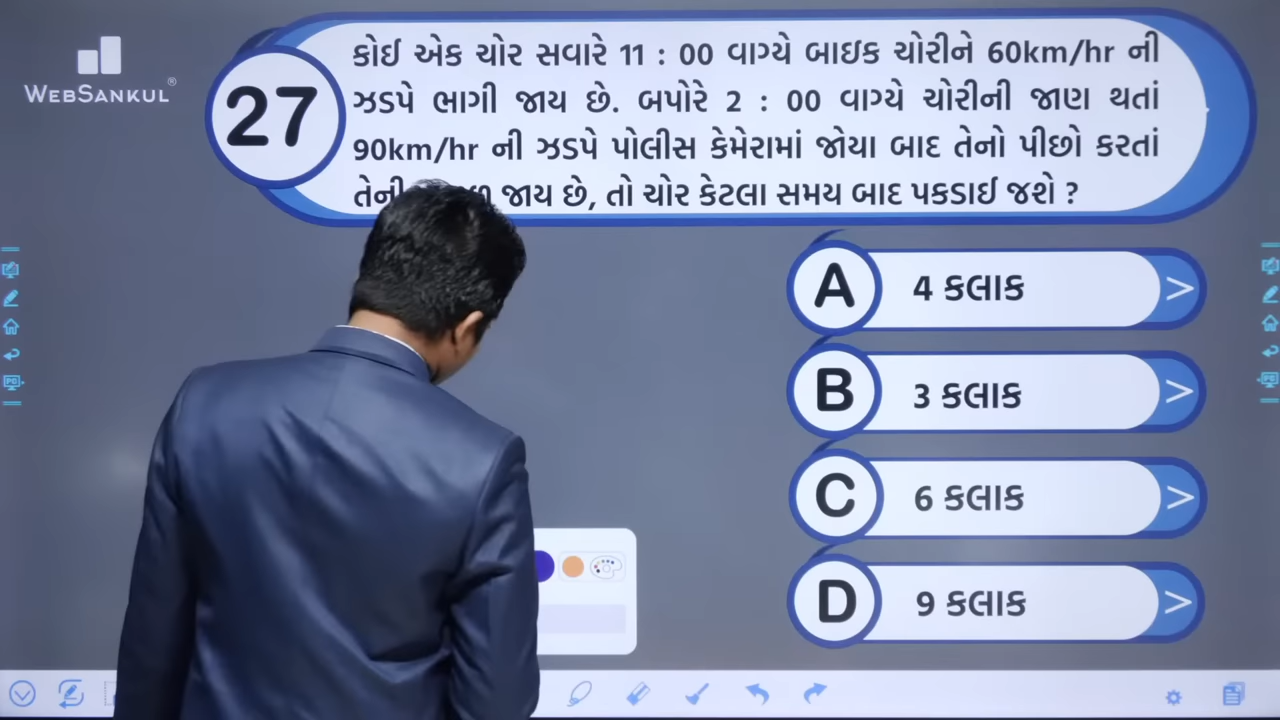 WEBSANKUL®
27
કોઈ એક ચોર સવારે 11 : 00 વાગ્યે બાઇક ચોરીને 60km/hr ની
ઝડપે ભાગી જાય છે. બપોરે 2 : 00 વાગ્યે ચોરીની જાણ થતાં
90km/hr ની ઝડપે પોલીસ કેમેરામાં જોયા બાદ તેનો પીછો કરતાં
તેની જાય છે, તો ચોર કેટલા સમય બાદ પકડાઈ જશે ?
A 4 કલાક >
B 3 કલાક >
C 6 કલાક >
D 9 કલાક >